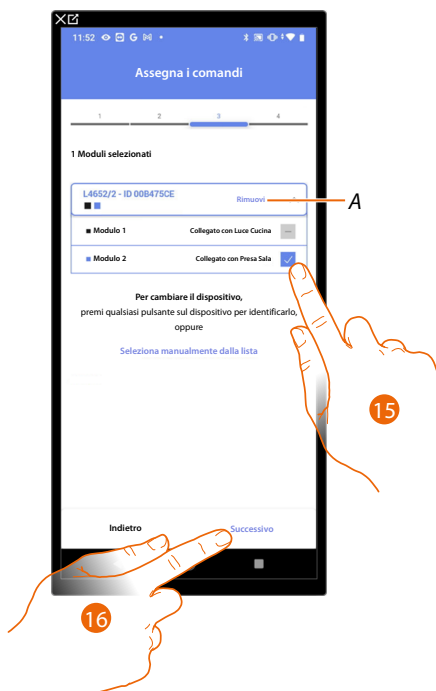 11:52
Assegna i comandi
1 2 3 4
1 Moduli selezionati
L4652/2 - ID 00B475CE
Rimuovi
A
Modulo 1 Collegato con Luce Cucina
Modulo 2 Collegato con Presa Sala
Per cambiare il dispositivo,
premi qualsiasi pulsante sul dispositivo per identificarlo,
oppure
Seleziona manualmente dalla lista
15
Indietro Successivo
16